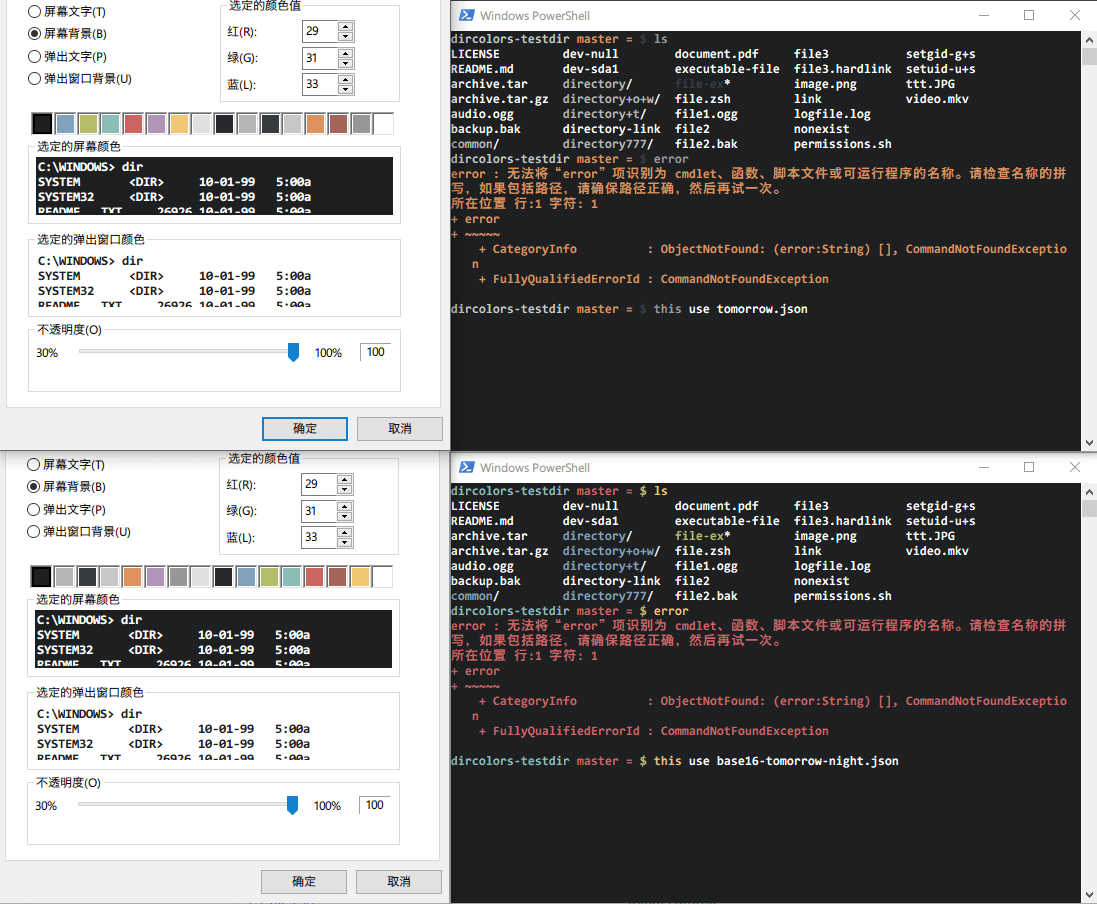 屏幕文字(T)
屏幕背景(B)
弹出文字(P)
弹出窗口背景(U)
选定的颜色值
红(R): 29
绿(G): 31
蓝(L): 33
选定的屏幕颜色
C:\WINDOWS> dir
SYSTEM <DIR> 10-01-99 5:00a
SYSTEM32 <DIR> 10-01-99 5:00a
README TXT 26926 10-01-99 5:00a
选定的弹出窗口颜色
C:\WINDOWS> dir
SYSTEM <DIR> 10-01-99 5:00a
SYSTEM32 <DIR> 10-01-99 5:00a
README TXT 26926 10-01-99 5:00a
不透明度(O)
30% 100% 100
确定 取消
Windows PowerShell
dircolors-testdir master = $ ls
LICENSE dev-null document.pdf file3 setgid-g+s
README.md dev-sda1 executable-file file3.hardlink setuid-u+s
archive.tar directory/ file-ex* image.png ttt.JPG
archive.tar.gz directory+o+w/ file.zsh link video.mkv
audio.ogg directory+t/ file1.ogg logfile.log
backup.bak directory-link file2 nonexist
common/ directory777/ file2.bak permissions.sh
dircolors-testdir master = $ error
error : 无法将“error”项识别为 cmdlet、函数、脚本文件或可运行程序的名称。请检查名称的拼
写，如果包括路径，请确保路径正确，然后再试一次。
所在位置 行:1 字符: 1
+ error
+ ~~~~~
+ CategoryInfo : ObjectNotFound: (error:String) [], CommandNotFoundExceptio
n
+ FullyQualifiedErrorId : CommandNotFoundException
dircolors-testdir master = $ this use tomorrow.json
屏幕文字(T)
屏幕背景(B)
弹出文字(P)
弹出窗口背景(U)
选定的颜色值
红(R): 29
绿(G): 31
蓝(L): 33
选定的屏幕颜色
C:\WINDOWS> dir
SYSTEM <DIR> 10-01-99 5:00a
SYSTEM32 <DIR> 10-01-99 5:00a
README TXT 26926 10-01-99 5:00a
选定的弹出窗口颜色
C:\WINDOWS> dir
SYSTEM <DIR> 10-01-99 5:00a
SYSTEM32 <DIR> 10-01-99 5:00a
README TXT 26926 10-01-99 5:00a
不透明度(O)
30% 100% 100
确定 取消
Windows PowerShell
dircolors-testdir master = $ ls
LICENSE dev-null document.pdf file3 setgid-g+s
README.md dev-sda1 executable-file file3.hardlink setuid-u+s
archive.tar directory/ file-ex* image.png ttt.JPG
archive.tar.gz directory+o+w/ file.zsh link video.mkv
audio.ogg directory+t/ file1.ogg logfile.log
backup.bak directory-link file2 nonexist
common/ directory777/ file2.bak permissions.sh
dircolors-testdir master = $ error
error : 无法将“error”项识别为 cmdlet、函数、脚本文件或可运行程序的名称。请检查名称的拼
写，如果包括路径，请确保路径正确，然后再试一次。
所在位置 行:1 字符: 1
+ error
+ ~~~~~
+ CategoryInfo : ObjectNotFound: (error:String) [], CommandNotFoundExceptio
n
+ FullyQualifiedErrorId : CommandNotFoundException
dircolors-testdir master = $ this use base16-tomorrow-night.json